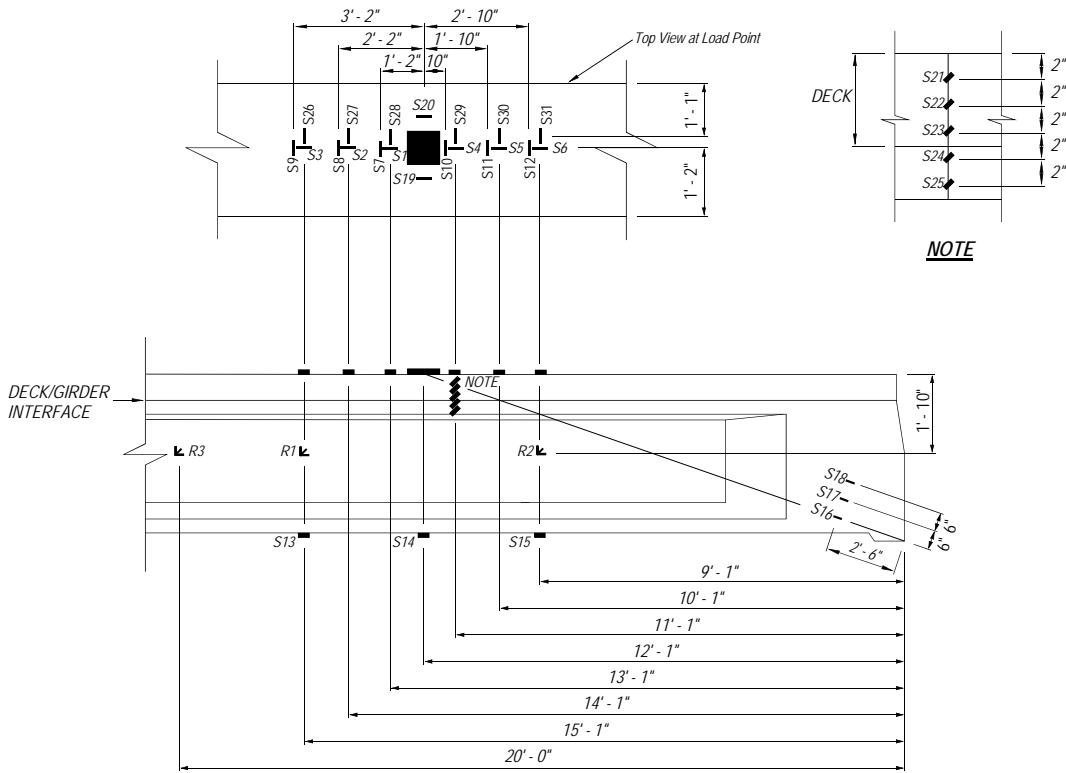 3' - 2"
2' - 10"
2' - 2"
1' - 10"
1' - 2"
10"
Top View at Load Point
S26
S27
S28
S20
S29
S30
S31
S9
S3
S8
S2
S7
S1
S10
S4
S11
S5
S12
S6
S19
1' - 1"
1' - 2"
DECK
S21
S22
S23
S24
S25
2"
2"
2"
2"
2"
NOTE
DECK/GIRDER
INTERFACE
NOTE
1' - 10"
R3
R1
R2
S18
S17
S16
6"
6"
2' - 6"
S13
S14
S15
9' - 1"
10' - 1"
11' - 1"
12' - 1"
13' - 1"
14' - 1"
15' - 1"
20' - 0"